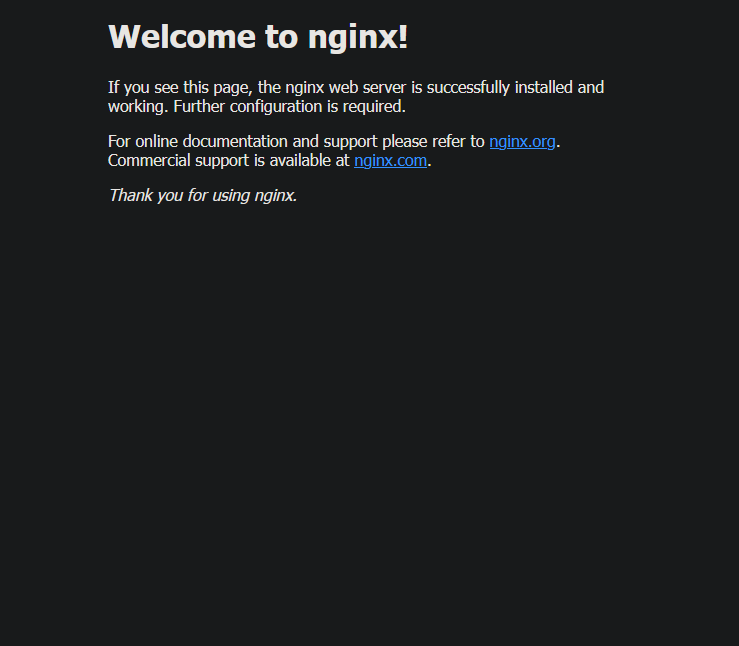 Welcome to nginx!
If you see this page, the nginx web server is successfully installed and
working. Further configuration is required.
For online documentation and support please refer to nginx.org.
Commercial support is available at nginx.com.
Thank you for using nginx.